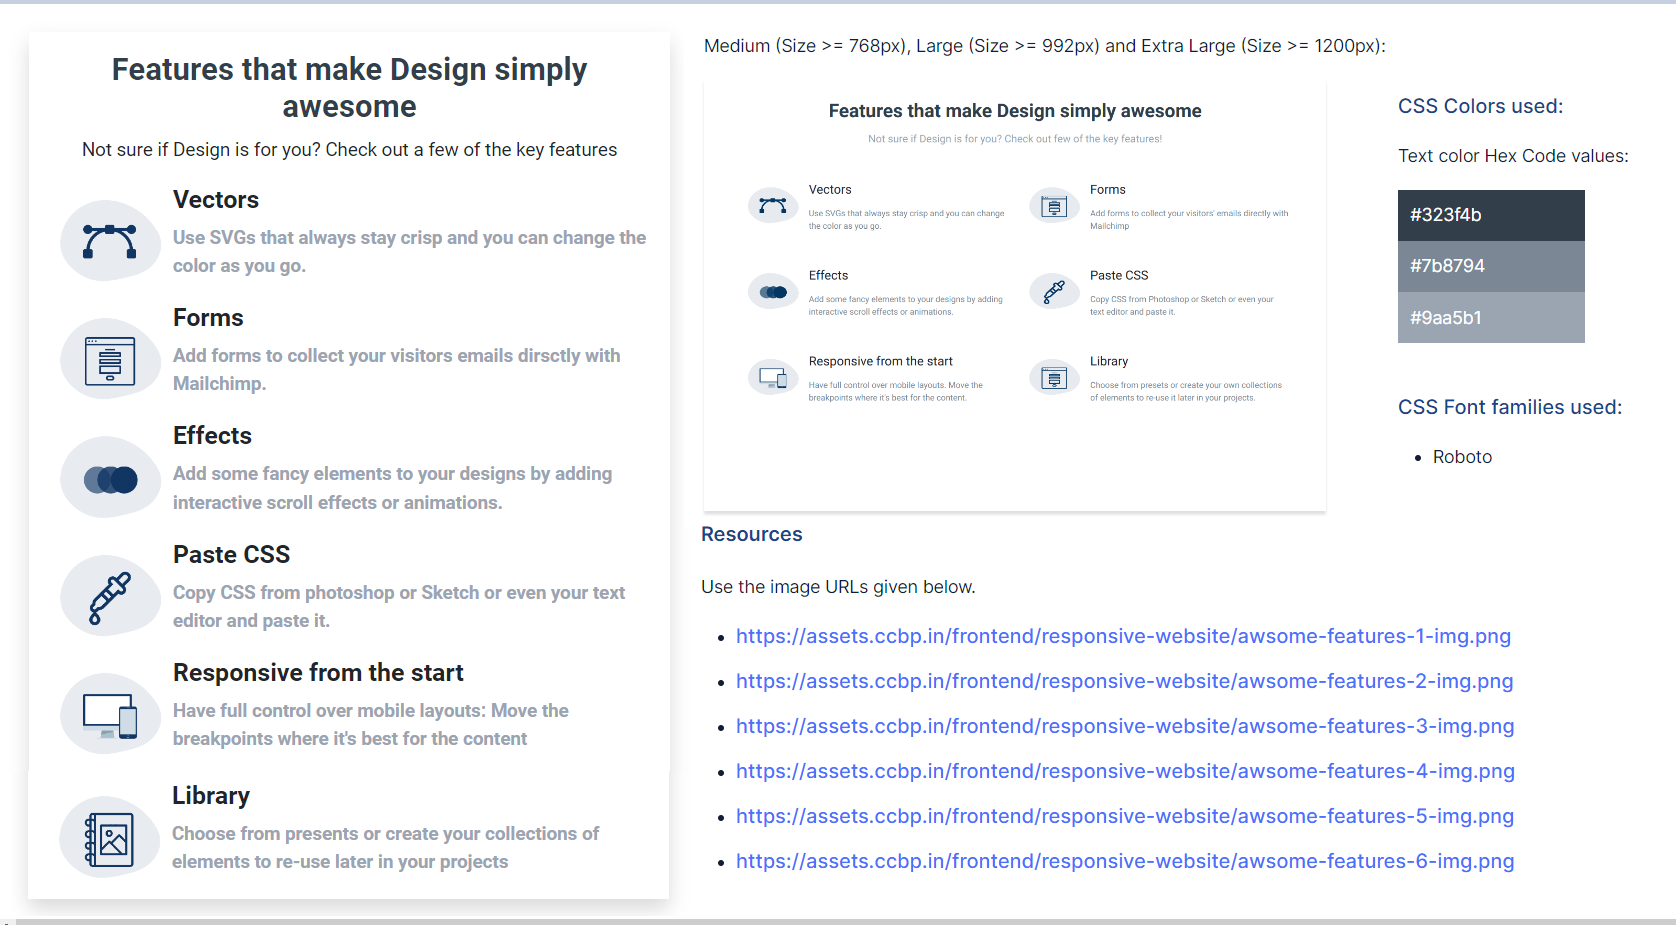 Features that make Design simply
awesome
Not sure if Design is for you? Check out a few of the key features
Vectors
Use SVGs that always stay crisp and you can change the
color as you go.
Forms
Add forms to collect your visitors emails dirsctly with
Mailchimp.
Effects
Add some fancy elements to your designs by adding
interactive scroll effects or animations.
Paste CSS
Copy CSS from photoshop or Sketch or even your text
editor and paste it.
Responsive from the start
Have full control over mobile layouts: Move the
breakpoints where it's best for the content
Library
Choose from presents or create your collections of
elements to re-use later in your projects
Medium (Size >= 768px), Large (Size >= 992px) and Extra Large (Size >= 1200px):
Features that make Design simply awesome
Not sure if Design is for you? Check out few of the key features!
Vectors
Use SVGs that always stay crisp and you can change
the color as you go.
Forms
Add forms to collect your visitors' emails directly with
Mailchimp
Effects
Add some fancy elements to your designs by adding
interactive scroll effects or animations.
Paste CSS
Copy CSS from Photoshop or Sketch or even your
text editor and paste it.
Responsive from the start
Have full control over mobile layouts. Move the
breakpoints where it's best for the content.
Library
Choose from presets or create your own collections
of elements to re-use it later in your projects.
CSS Colors used:
Text color Hex Code values:
#323f4b
#7b8794
#9aa5b1
CSS Font families used:
Roboto
Resources
Use the image URLs given below.
https://assets.ccbp.in/frontend/responsive-website/awsome-features-1-img.png
https://assets.ccbp.in/frontend/responsive-website/awsome-features-2-img.png
https://assets.ccbp.in/frontend/responsive-website/awsome-features-3-img.png
https://assets.ccbp.in/frontend/responsive-website/awsome-features-4-img.png
https://assets.ccbp.in/frontend/responsive-website/awsome-features-5-img.png
https://assets.ccbp.in/frontend/responsive-website/awsome-features-6-img.png